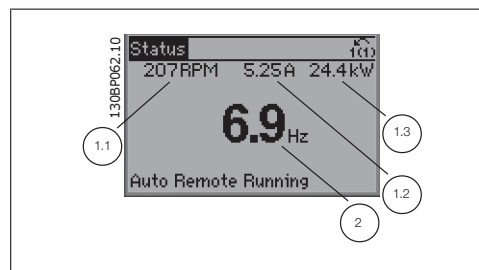 130BP062.10
Status
1(1)
207RPM 5.25A 24.4kW
6.9Hz
Auto Remote Running
1.1
1.3
1.2
2